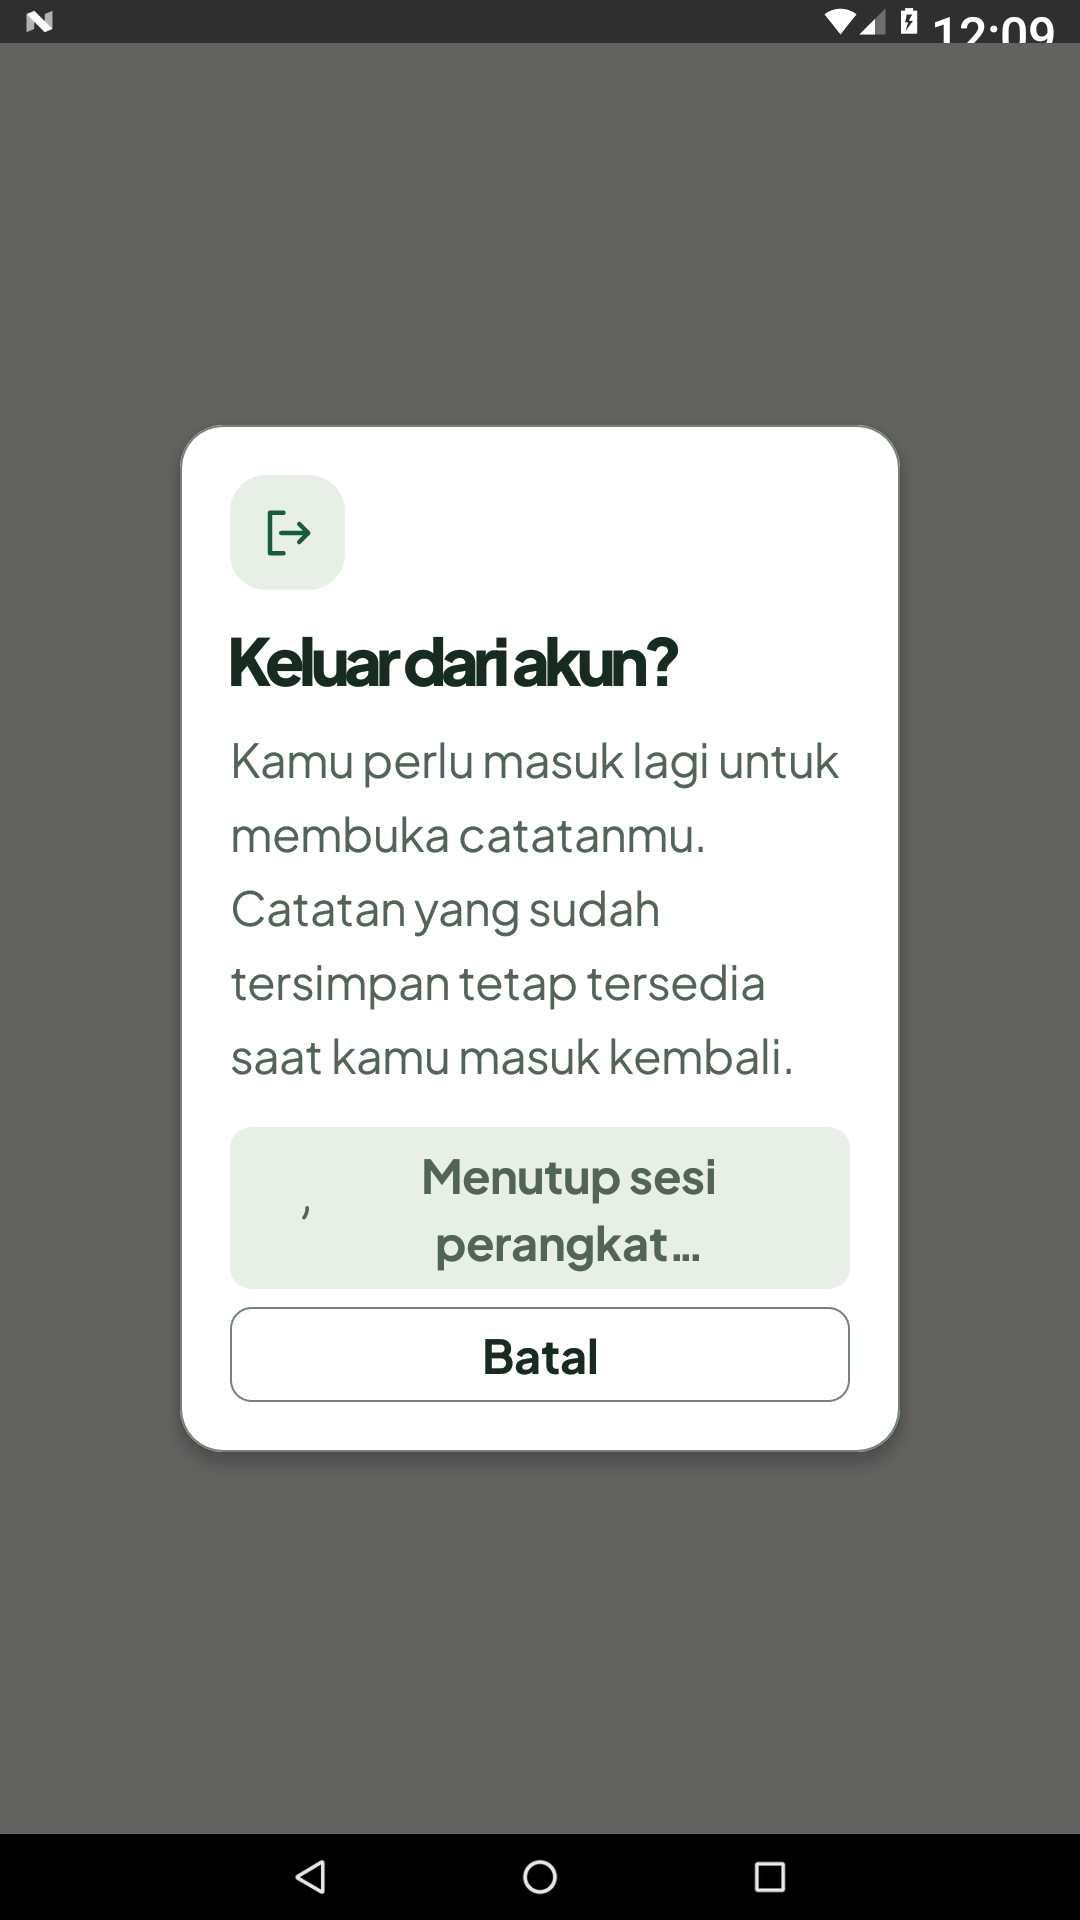 12:09
Keluar dari akun?
Kamu perlu masuk lagi untuk
membuka catatanmu.
Catatan yang sudah
tersimpan tetap tersedia
saat kamu masuk kembali.
Menutup sesi
perangkat…
Batal